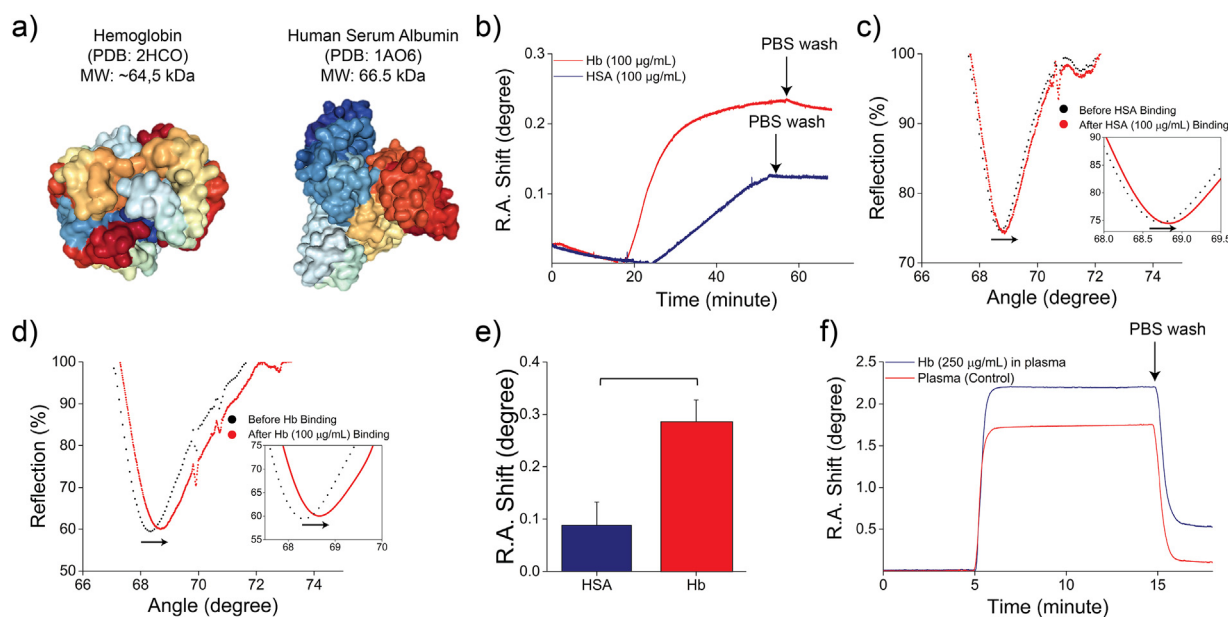 a)
Hemoglobin
(PDB: 2HCO)
MW: ~64,5 kDa
Human Serum Albumin
(PDB: 1AO6)
MW: 66.5 kDa
b)
R.A. Shift (degree)
0.3
0.2
0.1
0
0
20
40
60
Time (minute)
Hb (100 µg/mL)
HSA (100 µg/mL)
PBS wash
PBS wash
c)
Reflection (%)
100
90
80
70
66
68
70
72
74
Angle (degree)
Before HSA Binding
After HSA (100 µg/mL) Binding
90
85
80
75
68.0
68.5
69.0
69.5
d)
Reflection (%)
100
90
80
70
60
50
66
68
70
72
74
Angle (degree)
Before Hb Binding
After Hb (100 µg/mL) Binding
75
70
65
60
55
68
69
70
e)
R.A. Shift (degree)
0.4
0.3
0.2
0.1
0.0
HSA
Hb
f)
PBS wash
R.A. Shift (degree)
2.5
2.0
1.5
1.0
0.5
0
5
10
15
Time (minute)
Hb (250 µg/mL) in plasma
Plasma (Control)